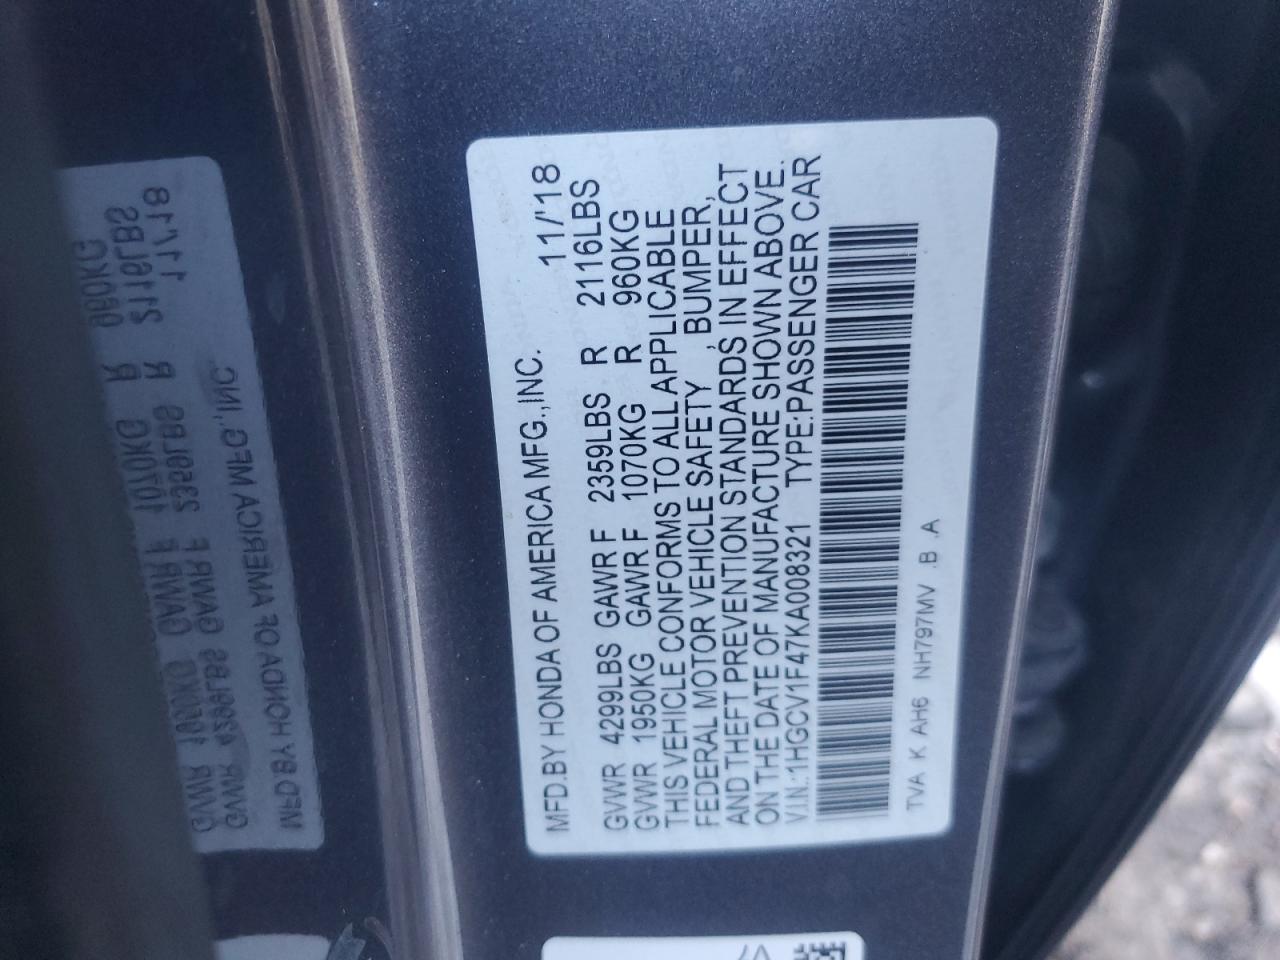 MFD.BY HONDA OF AMERICA MFG.,INC. 11/'18
GVWR 4299LBS GAWR F 2359LBS R 2116LBS
GVWR 1950KG GAWR F 1070KG R 960KG
THIS VEHICLE CONFORMS TO ALL APPLICABLE
FEDERAL MOTOR VEHICLE SAFETY , BUMPER,
AND THEFT PREVENTION STANDARDS IN EFFECT
ON THE DATE OF MANUFACTURE SHOWN ABOVE.
V.I.N.:1HGCV1F47KA008321 TYPE:PASSENGER CAR
TVA K AH6 NH797MV .B .A